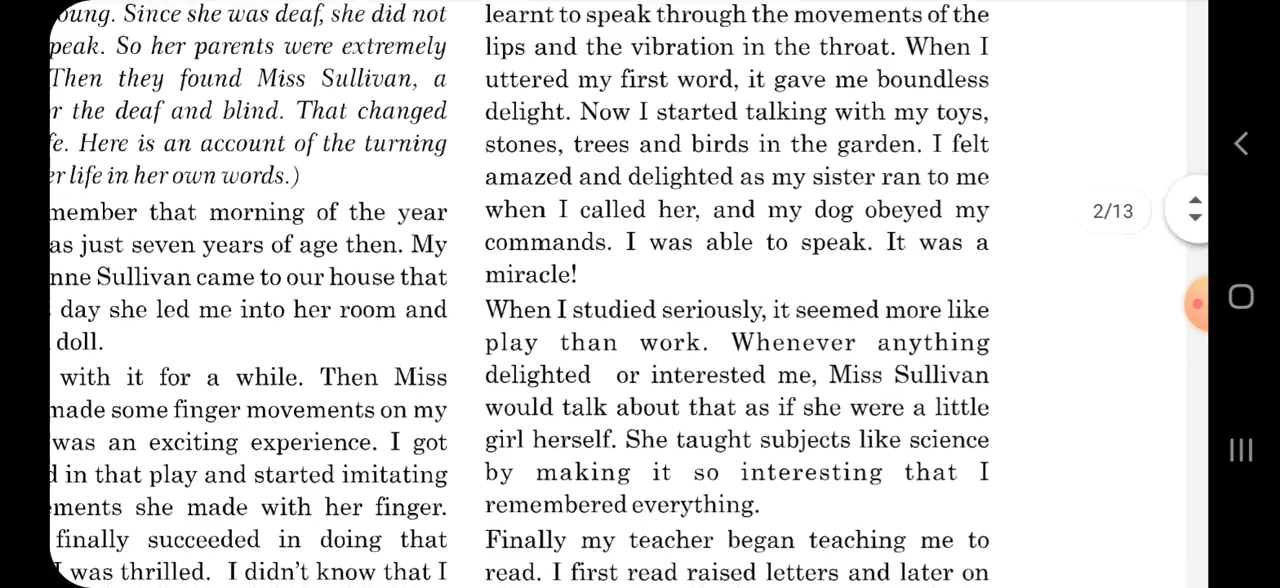 oung. Since she was deaf, she did not
peak. So her parents were extremely
Then they found Miss Sullivan, a
r the deaf and blind. That changed
fe. Here is an account of the turning
er life in her own words.)
member that morning of the year
as just seven years of age then. My
nne Sullivan came to our house that
day she led me into her room and
doll.
with it for a while. Then Miss
made some finger movements on my
was an exciting experience. I got
d in that play and started imitating
ements she made with her finger.
finally succeeded in doing that
I was thrilled. I didn't know that I
learnt to speak through the movements of the
lips and the vibration in the throat. When I
uttered my first word, it gave me boundless
delight. Now I started talking with my toys,
stones, trees and birds in the garden. I felt
amazed and delighted as my sister ran to me
when I called her, and my dog obeyed my
commands. I was able to speak. It was a
miracle!
When I studied seriously, it seemed more like
play than work. Whenever anything
delighted or interested me, Miss Sullivan
would talk about that as if she were a little
girl herself. She taught subjects like science
by making it so interesting that I
remembered everything.
Finally my teacher began teaching me to
read. I first read raised letters and later on
2/13